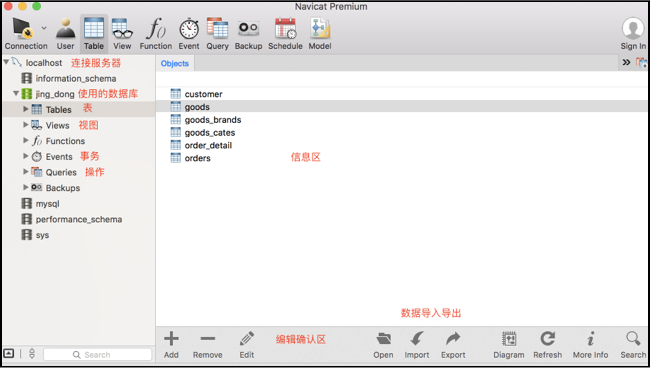 Navicat Premium
Connection User Table View Function Event Query Backup Schedule Model Sign In
localhost 连接服务器
Objects
information_schema
jing_dong 使用的数据库
Tables 表
Views 视图
Functions
Events 事务
Queries 操作
Backups
mysql
performance_schema
sys
customer
goods
goods_brands
goods_cates
order_detail
orders
信息区
数据导入导出
编辑确认区
Add Remove Edit Open Import Export Diagram Refresh More Info Search
Search